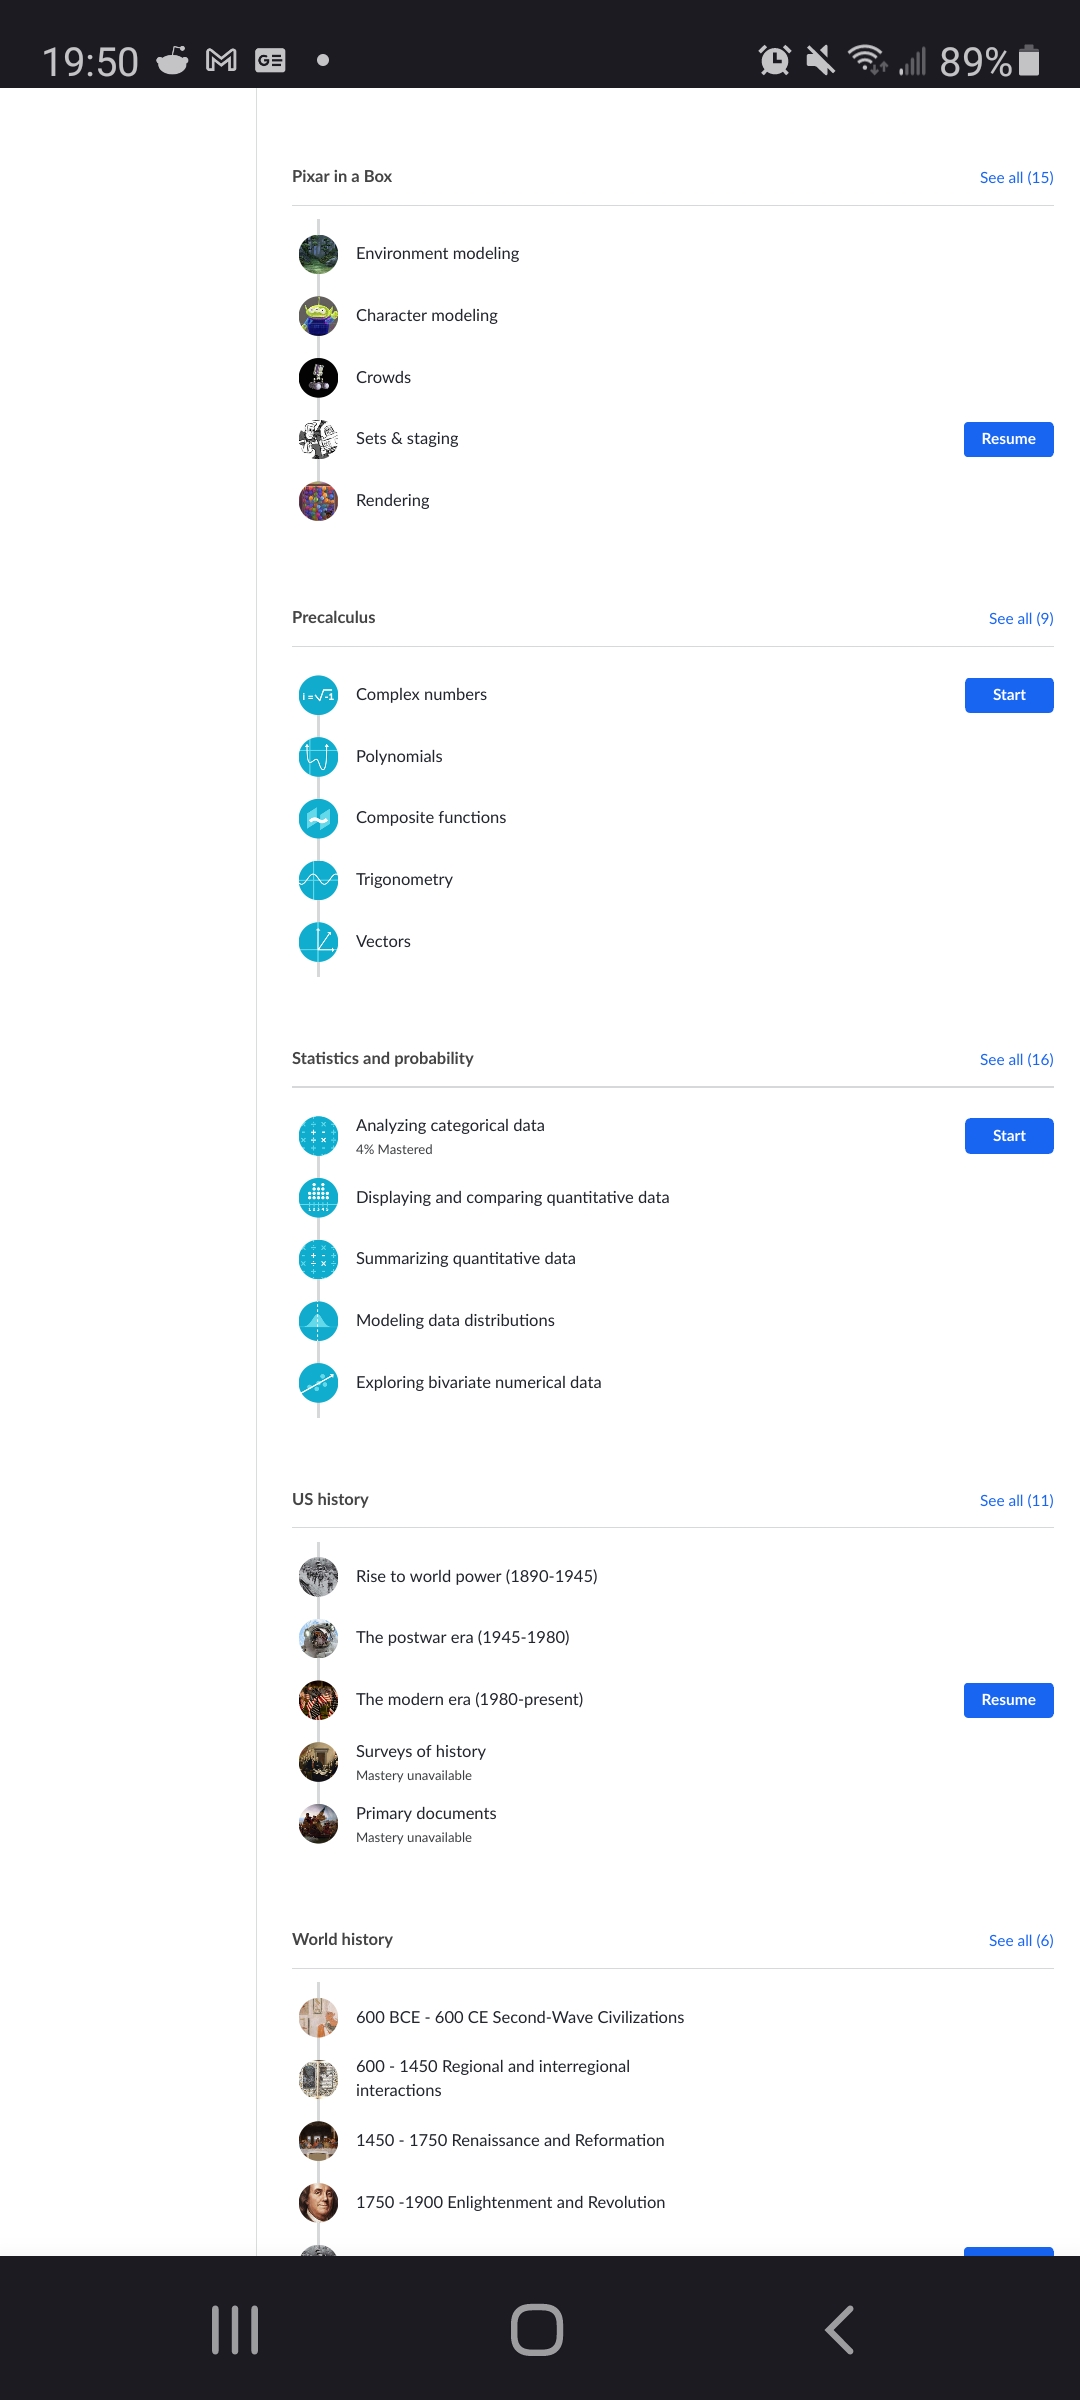 19:50
GE
89%
Pixar in a Box
See all (15)
Environment modeling
Character modeling
Crowds
Sets & staging
Resume
Rendering
Precalculus
See all (9)
i=√-1
Complex numbers
Start
Polynomials
Composite functions
Trigonometry
Vectors
Statistics and probability
See all (16)
Analyzing categorical data
4% Mastered
Start
Displaying and comparing quantitative data
Summarizing quantitative data
Modeling data distributions
Exploring bivariate numerical data
US history
See all (11)
Rise to world power (1890-1945)
The postwar era (1945-1980)
The modern era (1980-present)
Resume
Surveys of history
Mastery unavailable
Primary documents
Mastery unavailable
World history
See all (6)
600 BCE - 600 CE Second-Wave Civilizations
600 - 1450 Regional and interregional
interactions
1450 - 1750 Renaissance and Reformation
1750 -1900 Enlightenment and Revolution